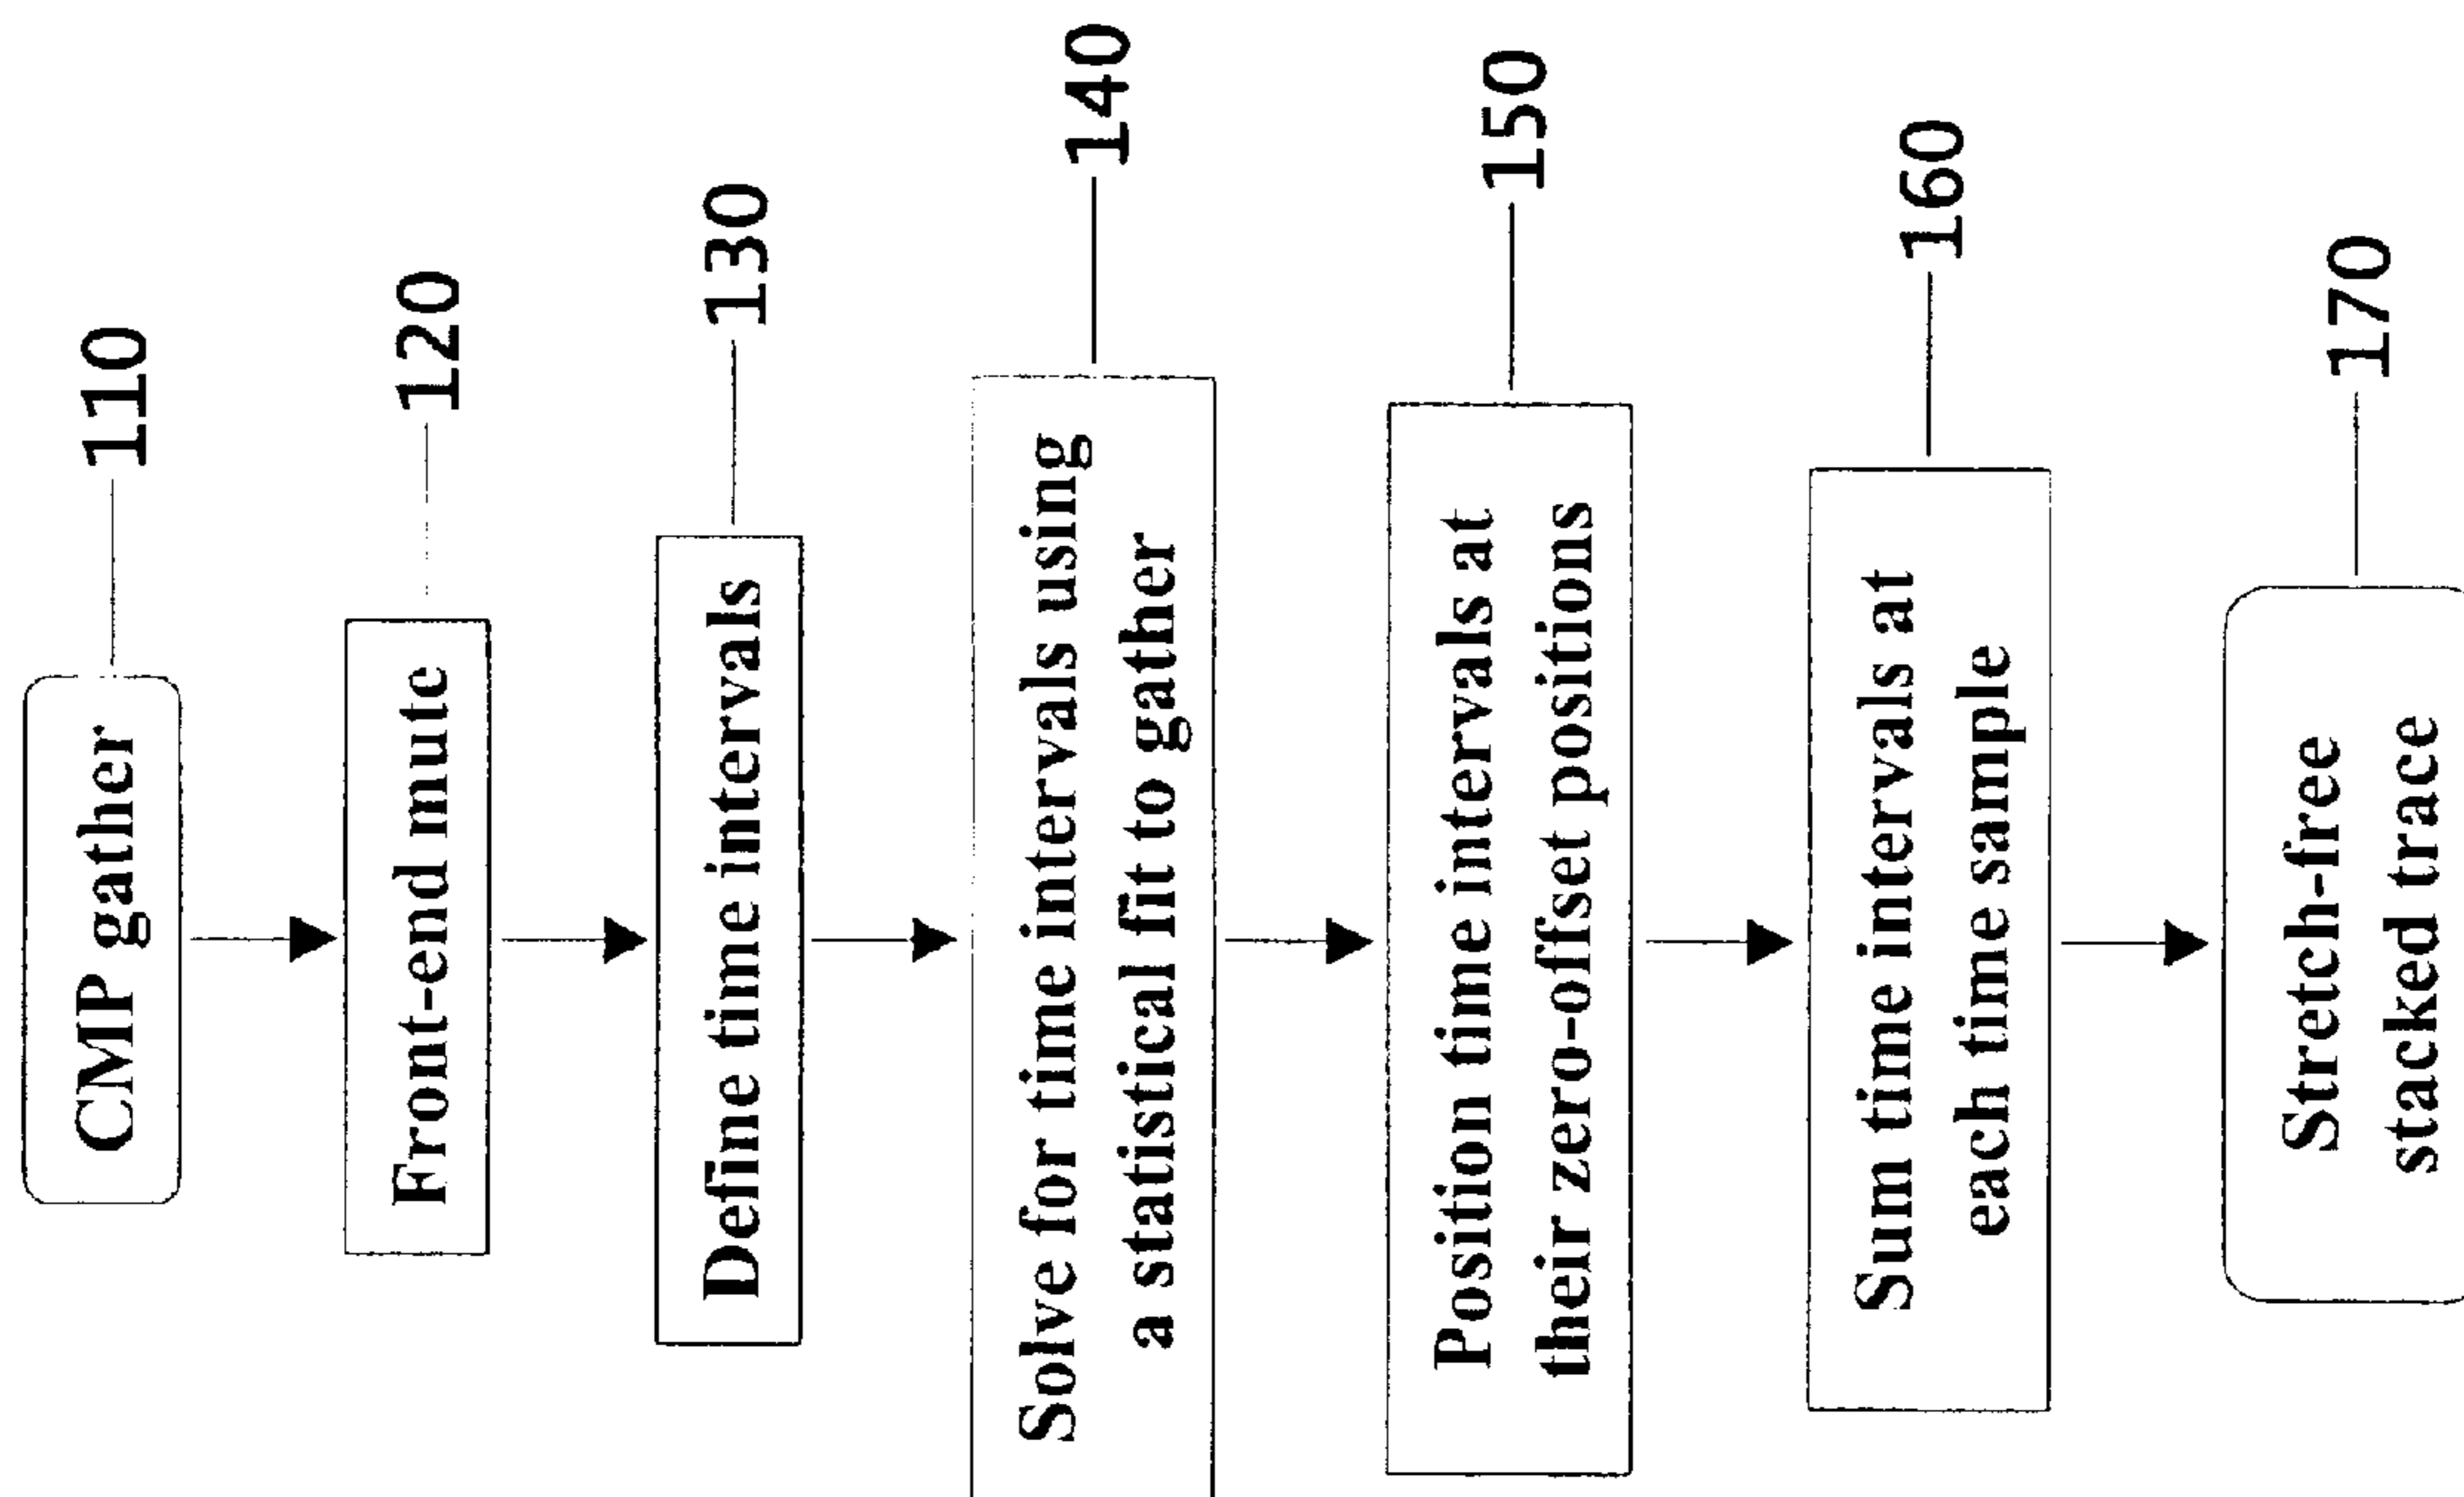 CMP gather
110
Front-end mute
120
Define time intervals
130
Solve for time intervals using
a statistical fit to gather
140
Position time intervals at
their zero-offset positions
150
Sum time intervals at
each time sample
160
Stretch-free
stacked trace
170